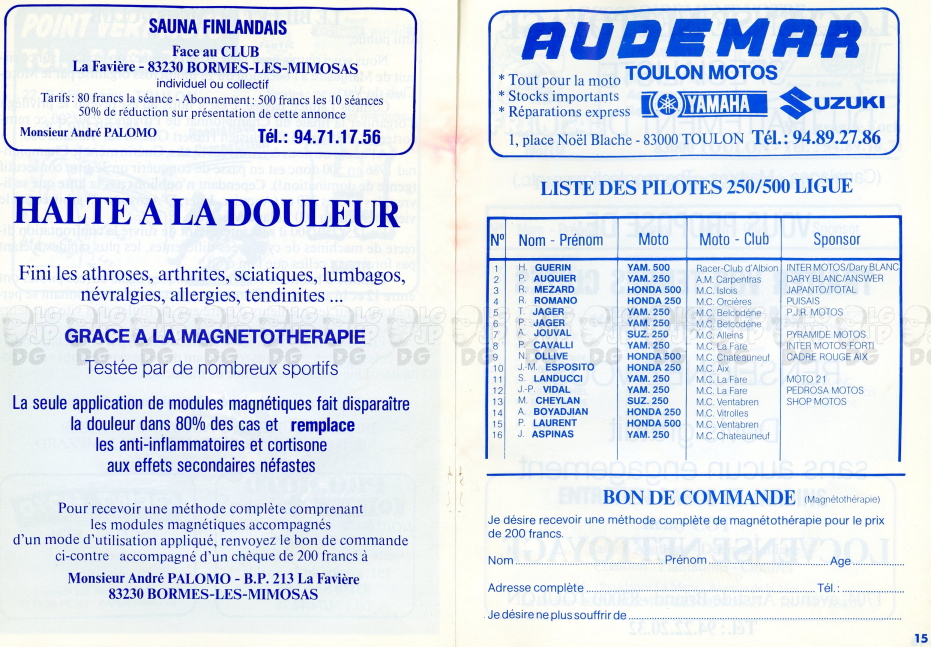 SAUNA FINLANDAIS
Face au CLUB
La Favière - 83230 BORMES-LES-MIMOSAS
individuel ou collectif
Tarifs: 80 francs la séance - Abonnement: 500 francs les 10 séances
50% de réduction sur présentation de cette annonce
Monsieur André PALOMO Tél.: 94.71.17.56
HALTE A LA DOULEUR
Fini les athroses, arthrites, sciatiques, lumbagos,
névralgies, allergies, tendinites ...
GRACE A LA MAGNETOTHERAPIE
Testée par de nombreux sportifs
La seule application de modules magnétiques fait disparaître
la douleur dans 80% des cas et remplace
les anti-inflammatoires et cortisone
aux effets secondaires néfastes
Pour recevoir une méthode complète comprenant
les modules magnétiques accompagnés
d'un mode d'utilisation appliqué, renvoyez le bon de commande
ci-contre accompagné d'un chèque de 200 francs à
Monsieur André PALOMO - B.P. 213 La Favière
83230 BORMES-LES-MIMOSAS
AUDEMAR
TOULON MOTOS
* Tout pour la moto
* Stocks importants
* Réparations express
YAMAHA SUZUKI
1, place Noël Blache - 83000 TOULON Tél.: 94.89.27.86
LISTE DES PILOTES 250/500 LIGUE
N° Nom - Prénom Moto Moto - Club Sponsor
1 H. GUERIN YAM. 500 Racer-Club d'Albion INTER MOTOS/Dary BLANC
2 P. AUQUIER YAM. 250 A.M. Carpentras DARY BLANC/ANSWER
3 R. MEZARD HONDA 500 M.C. Islois JAPANTO/TOTAL
4 R. ROMANO HONDA 250 M.C. Orcières PUISAIS
5 T. JAGER YAM. 250 M.C. Belcodène P.J.R. MOTOS
6 P. JAGER YAM. 250 M.C. Belcodène
7 A. JOUVAL SUZ. 250 M.C. Alleins PYRAMIDE MOTOS
8 P. CAVALLI YAM. 250 M.C. La Fare INTER MOTOS FORTI
9 N. OLLIVE HONDA 500 M.C. Chateauneuf CADRE ROUGE AIX
10 J.-M. ESPOSITO HONDA 250 M.C. Aix
11 S. LANDUCCI YAM. 250 M.C. La Fare MOTO 21
12 J.-P. VIDAL YAM. 250 M.C. La Fare PEDROSA MOTOS
13 M. CHEYLAN SUZ. 250 M.C. Ventabren SHOP MOTOS
14 A. BOYADJIAN HONDA 250 M.C. Vitrolles
15 P. LAURENT HONDA 500 M.C. Ventabren
16 J. ASPINAS YAM. 250 M.C. Chateauneuf
BON DE COMMANDE (Magnétothérapie)
Je désire recevoir une méthode complète de magnétothérapie pour le prix
de 200 francs.
Nom Prénom Age
Adresse complète Tél.:
Je désire ne plus souffrir de
15